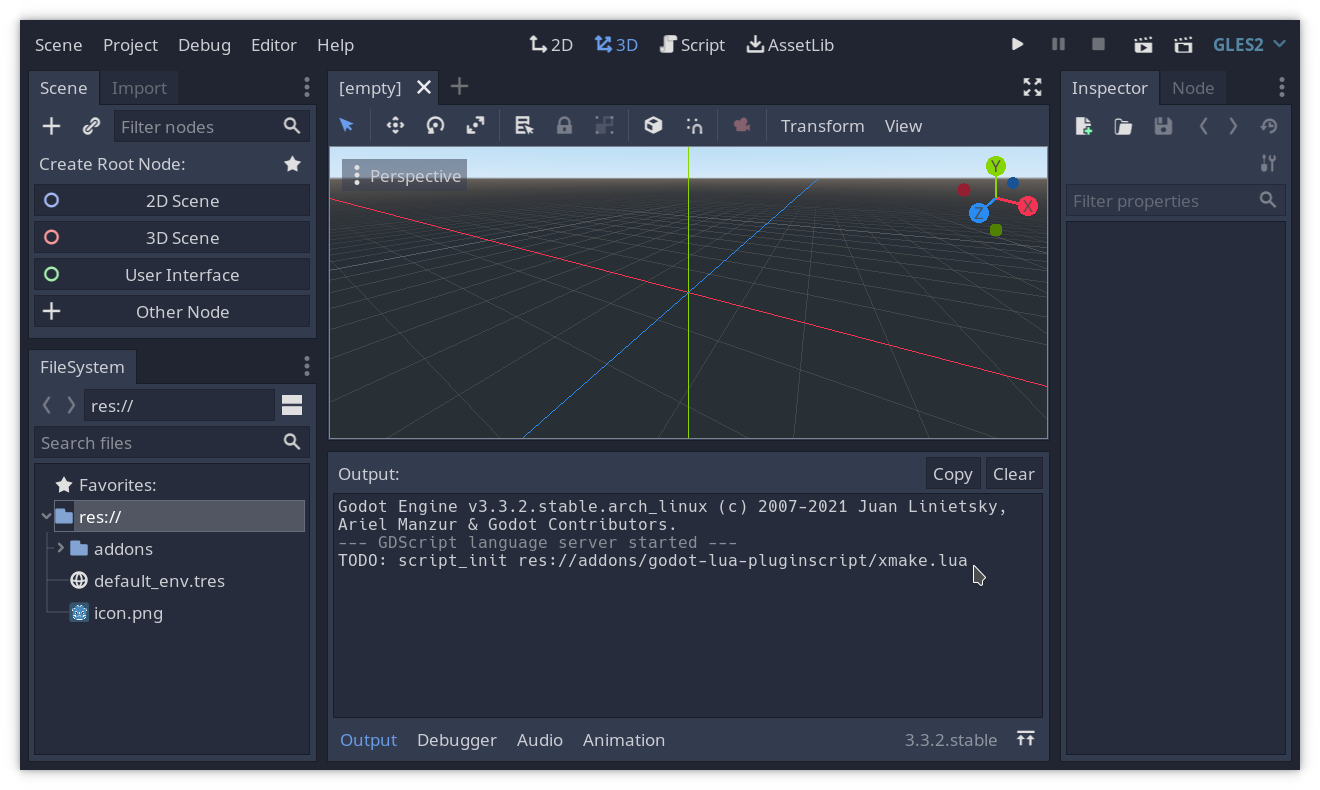 Scene Project Debug Editor Help 2D 3D Script AssetLib GLES2
Scene Import
Filter nodes
Create Root Node:
2D Scene
3D Scene
User Interface
Other Node
FileSystem
res://
Search files
Favorites:
res://
addons
default_env.tres
icon.png
[empty]
Transform View
Perspective
Y
X
Z
Output: Copy Clear
Godot Engine v3.3.2.stable.arch_linux (c) 2007-2021 Juan Linietsky,
Ariel Manzur & Godot Contributors.
--- GDScript language server started ---
TODO: script_init res://addons/godot-lua-pluginscript/xmake.lua
Output Debugger Audio Animation 3.3.2.stable
Inspector Node
Filter properties